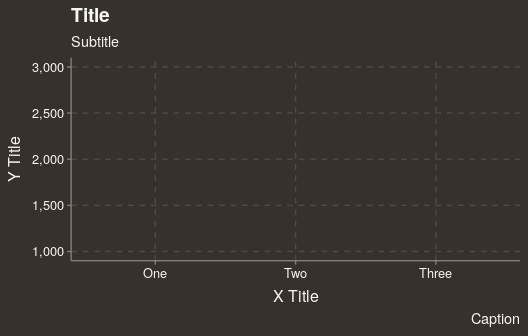 Title
Subtitle
Y Title
3,000
2,500
2,000
1,500
1,000
One Two Three
X Title
Caption